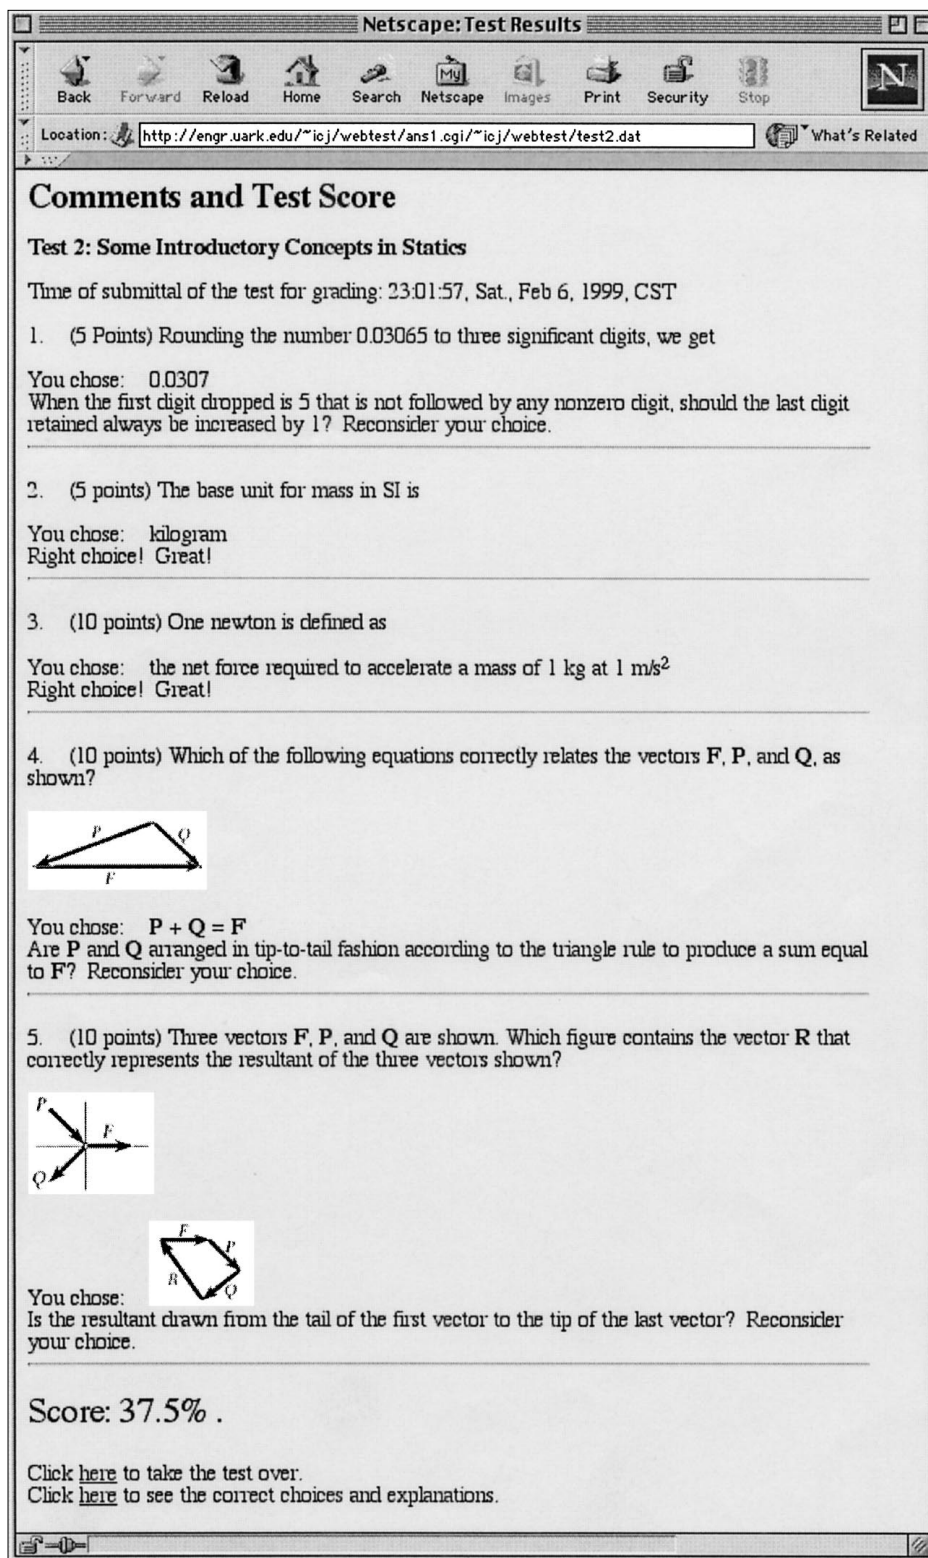 Netscape: Test Results
Back Forward Reload Home Search Netscape Images Print Security Stop
My
N
Location: http://engr.uark.edu/~icj/webtest/ans1.cgi/~icj/webtest/test2.dat What's Related
Comments and Test Score
Test 2: Some Introductory Concepts in Statics
Time of submittal of the test for grading: 23:01:57, Sat., Feb 6, 1999, CST
1. (5 Points) Rounding the number 0.03065 to three significant digits, we get
You chose: 0.0307
When the first digit dropped is 5 that is not followed by any nonzero digit, should the last digit
retained always be increased by 1? Reconsider your choice.
2. (5 points) The base unit for mass in SI is
You chose: kilogram
Right choice! Great!
3. (10 points) One newton is defined as
You chose: the net force required to accelerate a mass of 1 kg at 1 m/s²
Right choice! Great!
4. (10 points) Which of the following equations correctly relates the vectors F, P, and Q, as
shown?
P Q
F
You chose: P + Q = F
Are P and Q arranged in tip-to-tail fashion according to the triangle rule to produce a sum equal
to F? Reconsider your choice.
5. (10 points) Three vectors F, P, and Q are shown. Which figure contains the vector R that
correctly represents the resultant of the three vectors shown?
P
F
Q
F
P
R
Q
You chose:
Is the resultant drawn from the tail of the first vector to the tip of the last vector? Reconsider
your choice.
Score: 37.5% .
Click here to take the test over.
Click here to see the correct choices and explanations.